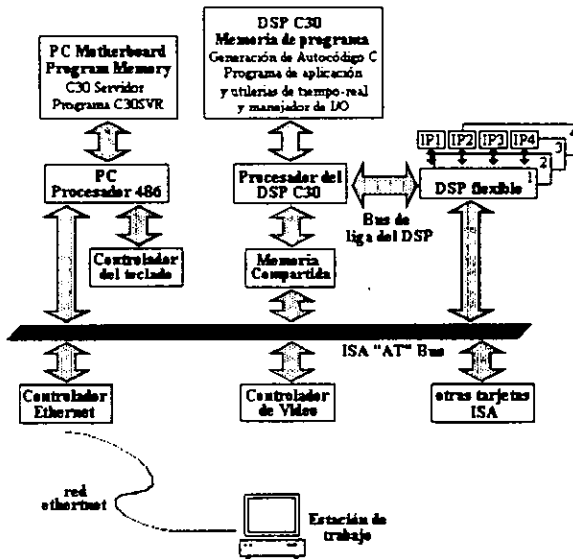 PC Motherboard
Program Memory
C30 Servidor
Programa C30SVR
DSP C30
Memoria de programa
Generación de Autocódigo C
Programa de aplicación
y utilerias de tiempo-real
y manejador de I/O
IP1 IP2 IP3 IP4
4
3
2
1
DSP flexible
PC
Procesador 486
Procesador del
DSP C30
Bus de
liga del DSP
Controlador
del teclado
Memoria
Compartida
ISA "AT" Bus
Controlador
Ethernet
Controlador
de Video
otras tarjetas
ISA
red
ethertnet
Estación de
trabajo